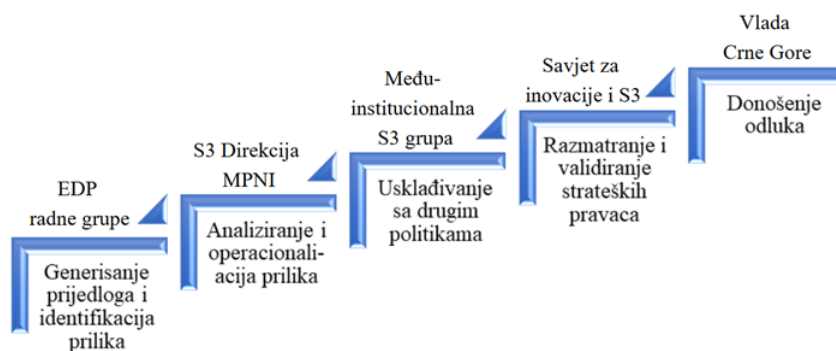 EDP
radne grupe
Generisanje
prijedloga i
identifikacija
prilika
S3 Direkcija
MPNI
Analiziranje i
operacionali-
acija prilika
Među-
institucionalna
S3 grupa
Usklađivanje
sa drugim
politikama
Savjet za
inovacije i S3
Razmatranje i
validiranje
strateških
pravaca
Vlada
Crne Gore
Donošenje
odluka